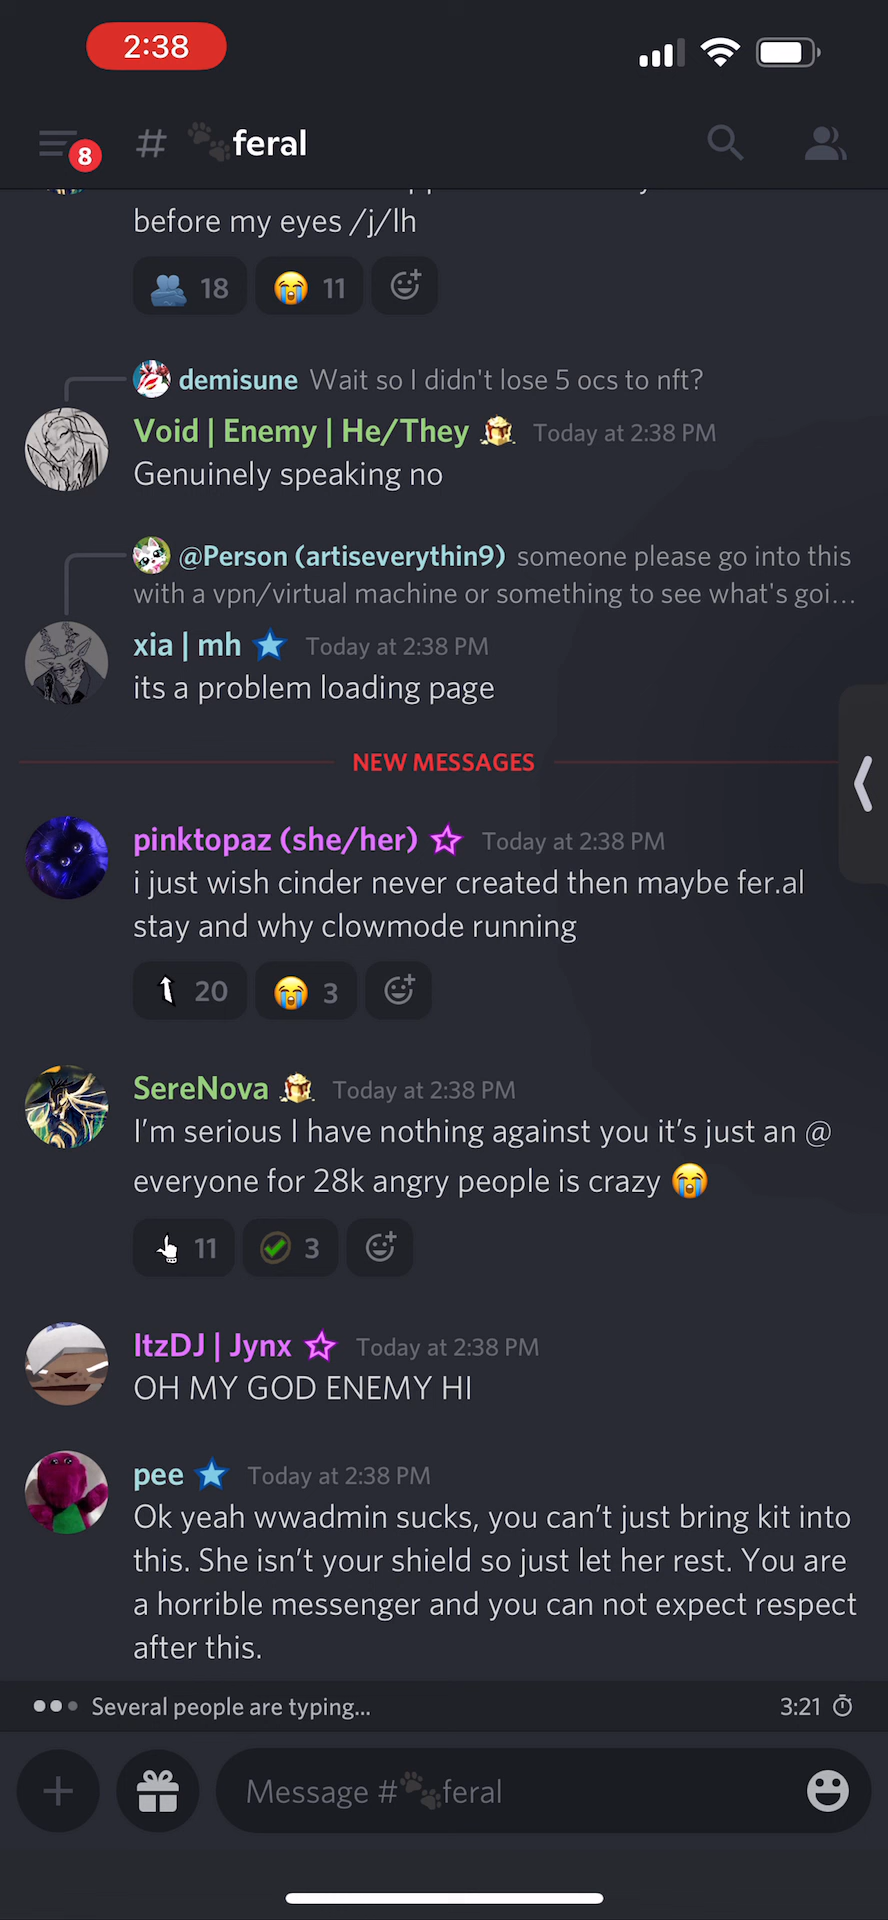 2:38
8
# feral
before my eyes /j/lh
18 11
demisune Wait so I didn't lose 5 ocs to nft?
Void | Enemy | He/They Today at 2:38 PM
Genuinely speaking no
@Person (artiseverythin9) someone please go into this
with a vpn/virtual machine or something to see what's goi...
xia | mh Today at 2:38 PM
its a problem loading page
NEW MESSAGES
pinktopaz (she/her) Today at 2:38 PM
i just wish cinder never created then maybe fer.al
stay and why clowmode running
20 3
SereNova Today at 2:38 PM
I'm serious I have nothing against you it's just an @
everyone for 28k angry people is crazy
11 3
ItzDJ | Jynx Today at 2:38 PM
OH MY GOD ENEMY HI
pee Today at 2:38 PM
Ok yeah wwadmin sucks, you can't just bring kit into
this. She isn't your shield so just let her rest. You are
a horrible messenger and you can not expect respect
after this.
Several people are typing... 3:21
Message # feral